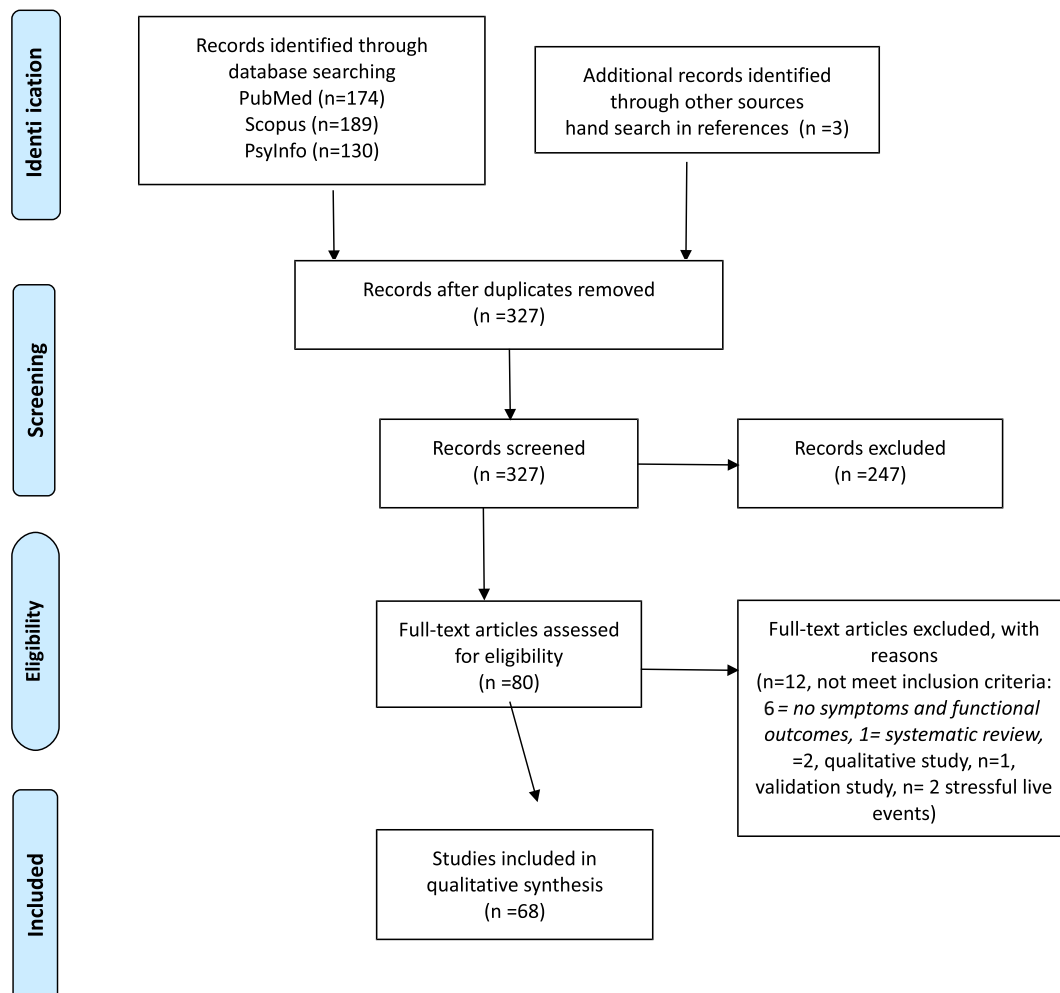 Identi ication
Records identified through
database searching
PubMed (n=174)
Scopus (n=189)
PsyInfo (n=130)
Additional records identified
through other sources
hand search in references (n =3)
Records after duplicates removed
(n =327)
Screening
Records screened
(n =327)
Records excluded
(n =247)
Eligibility
Full-text articles assessed
for eligibility
(n =80)
Full-text articles excluded, with
reasons
(n=12, not meet inclusion criteria:
6 = no symptoms and functional
outcomes, 1= systematic review,
=2, qualitative study, n=1,
validation study, n= 2 stressful live
events)
Included
Studies included in
qualitative synthesis
(n =68)